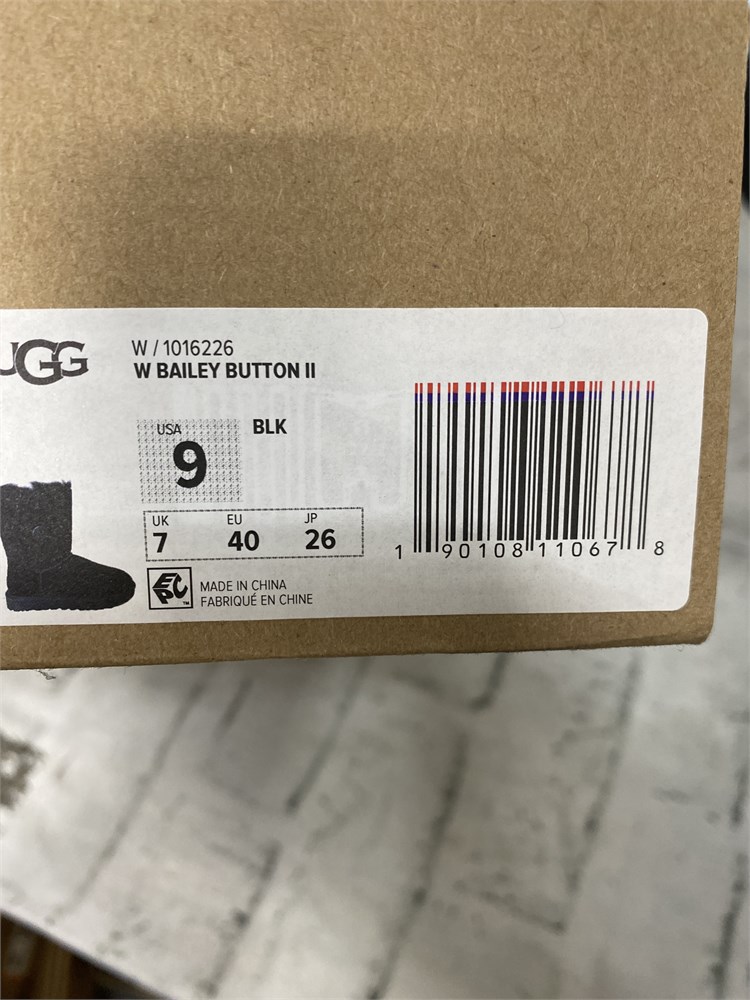 UGG
W / 1016226
W BAILEY BUTTON II
USA
9
BLK
UK EU JP
7 40 26
EPC™
MADE IN CHINA
FABRIQUÉ EN CHINE
1 90108 11067 8